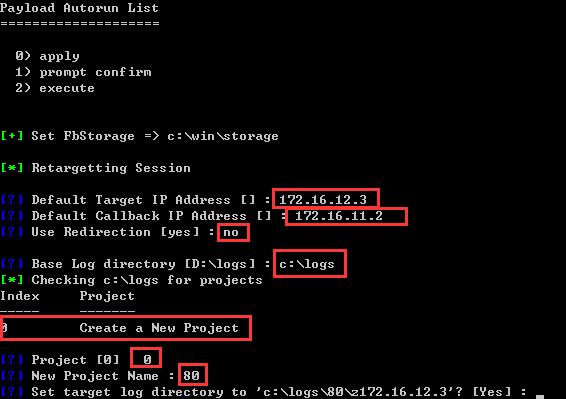 Payload Autorun List
====================
0) apply
1) prompt confirm
2) execute
[+] Set FbStorage => c:\win\storage
[*] Retargetting Session
[?] Default Target IP Address [] : 172.16.12.3
[?] Default Callback IP Address [] : 172.16.11.2
[?] Use Redirection [yes] : no
[?] Base Log directory [D:\logs] : c:\logs
[*] Checking c:\logs for projects
Index Project
----- -------
0 Create a New Project
[?] Project [0] : 0
[?] New Project Name : 80
[?] Set target log directory to 'c:\logs\80\z172.16.12.3'? [Yes] :